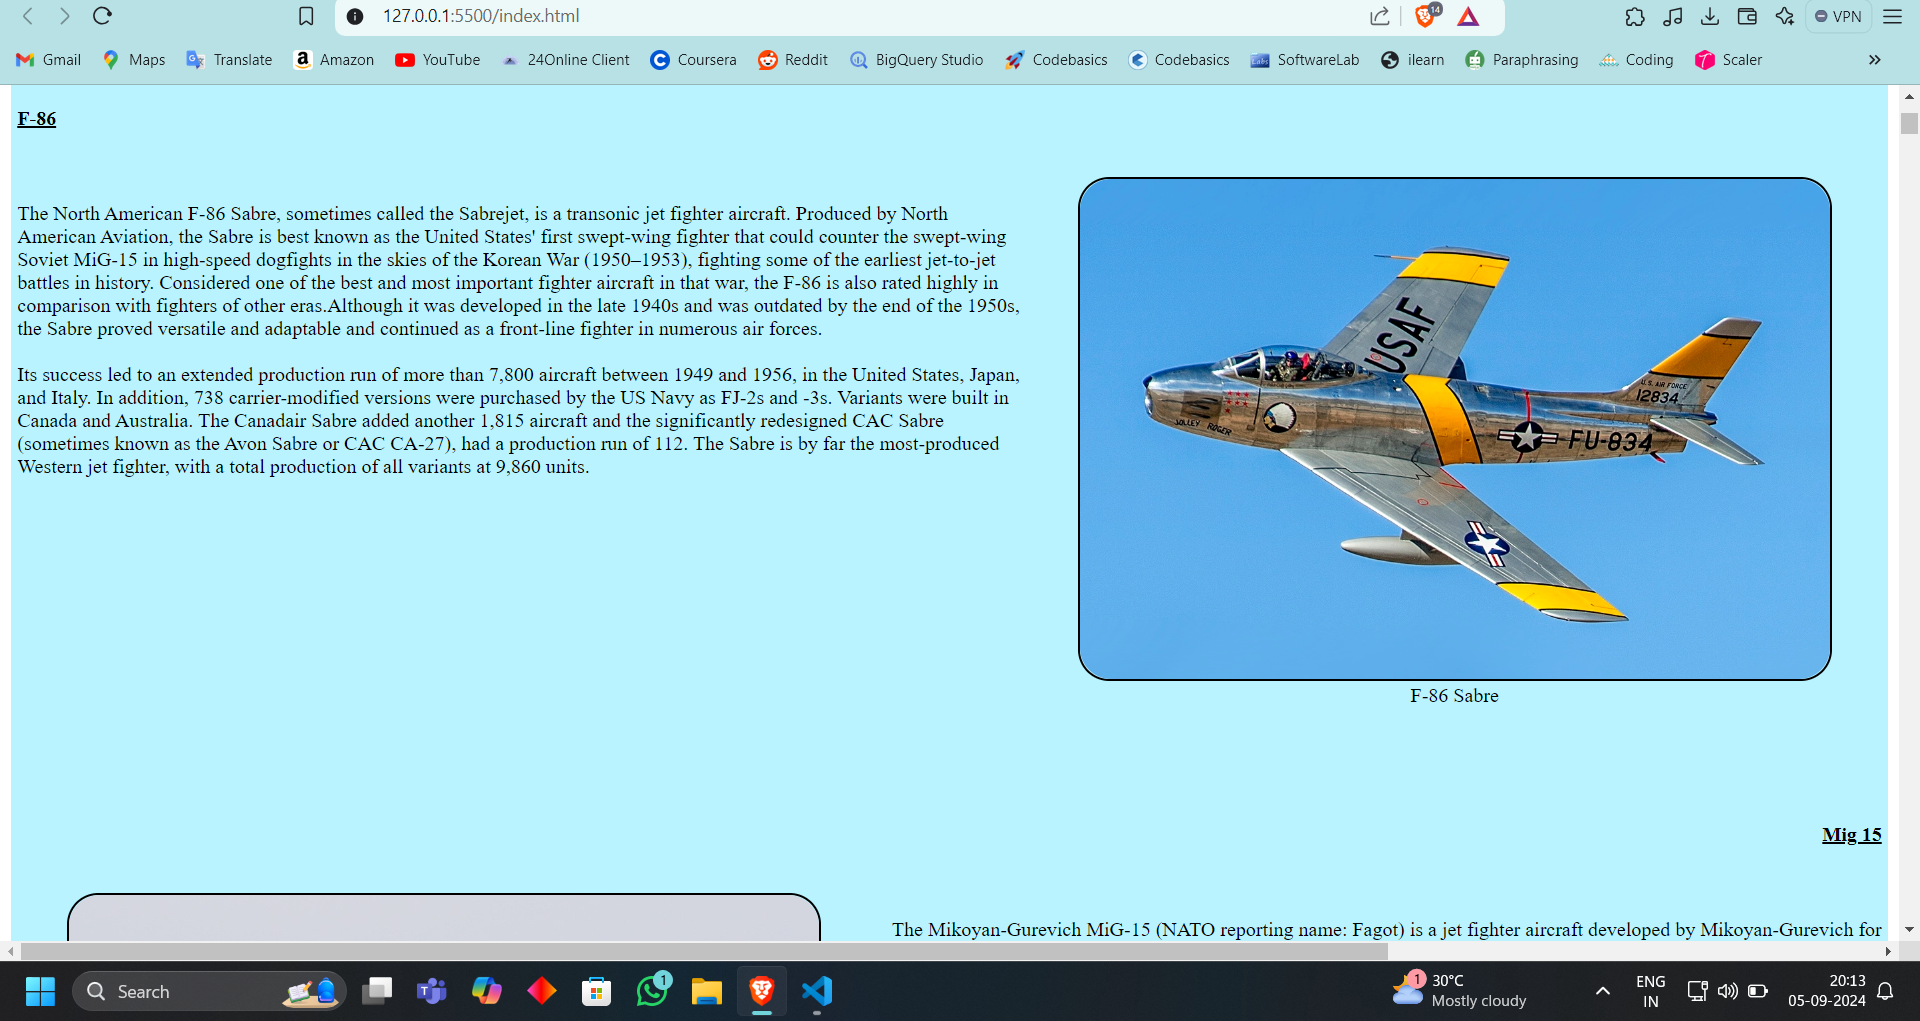 127.0.0.1:5500/index.html
14
VPN
Gmail
Maps
Translate
Amazon
YouTube
24Online Client
Coursera
Reddit
BigQuery Studio
Codebasics
Codebasics
SoftwareLab
ilearn
Paraphrasing
Coding
Scaler
»
F-86
The North American F-86 Sabre, sometimes called the Sabrejet, is a transonic jet fighter aircraft. Produced by North
American Aviation, the Sabre is best known as the United States' first swept-wing fighter that could counter the swept-wing
Soviet MiG-15 in high-speed dogfights in the skies of the Korean War (1950–1953), fighting some of the earliest jet-to-jet
battles in history. Considered one of the best and most important fighter aircraft in that war, the F-86 is also rated highly in
comparison with fighters of other eras.Although it was developed in the late 1940s and was outdated by the end of the 1950s,
the Sabre proved versatile and adaptable and continued as a front-line fighter in numerous air forces.
Its success led to an extended production run of more than 7,800 aircraft between 1949 and 1956, in the United States, Japan,
and Italy. In addition, 738 carrier-modified versions were purchased by the US Navy as FJ-2s and -3s. Variants were built in
Canada and Australia. The Canadair Sabre added another 1,815 aircraft and the significantly redesigned CAC Sabre
(sometimes known as the Avon Sabre or CAC CA-27), had a production run of 112. The Sabre is by far the most-produced
Western jet fighter, with a total production of all variants at 9,860 units.
USAF
U.S. AIR FORCE
12834
JOLLEY ROGER
FU-834
F-86 Sabre
Mig 15
The Mikoyan-Gurevich MiG-15 (NATO reporting name: Fagot) is a jet fighter aircraft developed by Mikoyan-Gurevich for
Search
1
1
30°C
Mostly cloudy
ENG
IN
20:13
05-09-2024